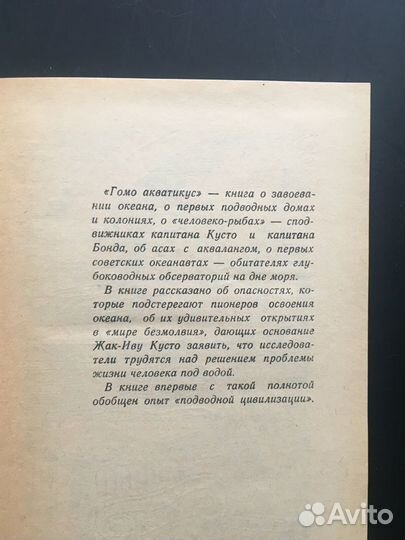 «Гомо акватикус» — книга о завоева-
нии океана, о первых подводных домах
и колониях, о «человеко-рыбах» — спод-
вижниках капитана Кусто и капитана
Бонда, об асах с аквалангом, о первых
советских океанавтах — обитателях глу-
боководных обсерваторий на дне моря.
В книге рассказано об опасностях, ко-
торые подстерегают пионеров освоения
океана, об их удивительных открытиях
в «мире безмолвия», дающих основание
Жак-Иву Кусто заявить, что исследова-
ватели трудятся над решением проблемы
жизни человека под водой.
В книге впервые с такой полнотой
обобщен опыт «подводной цивилизации».
Avito